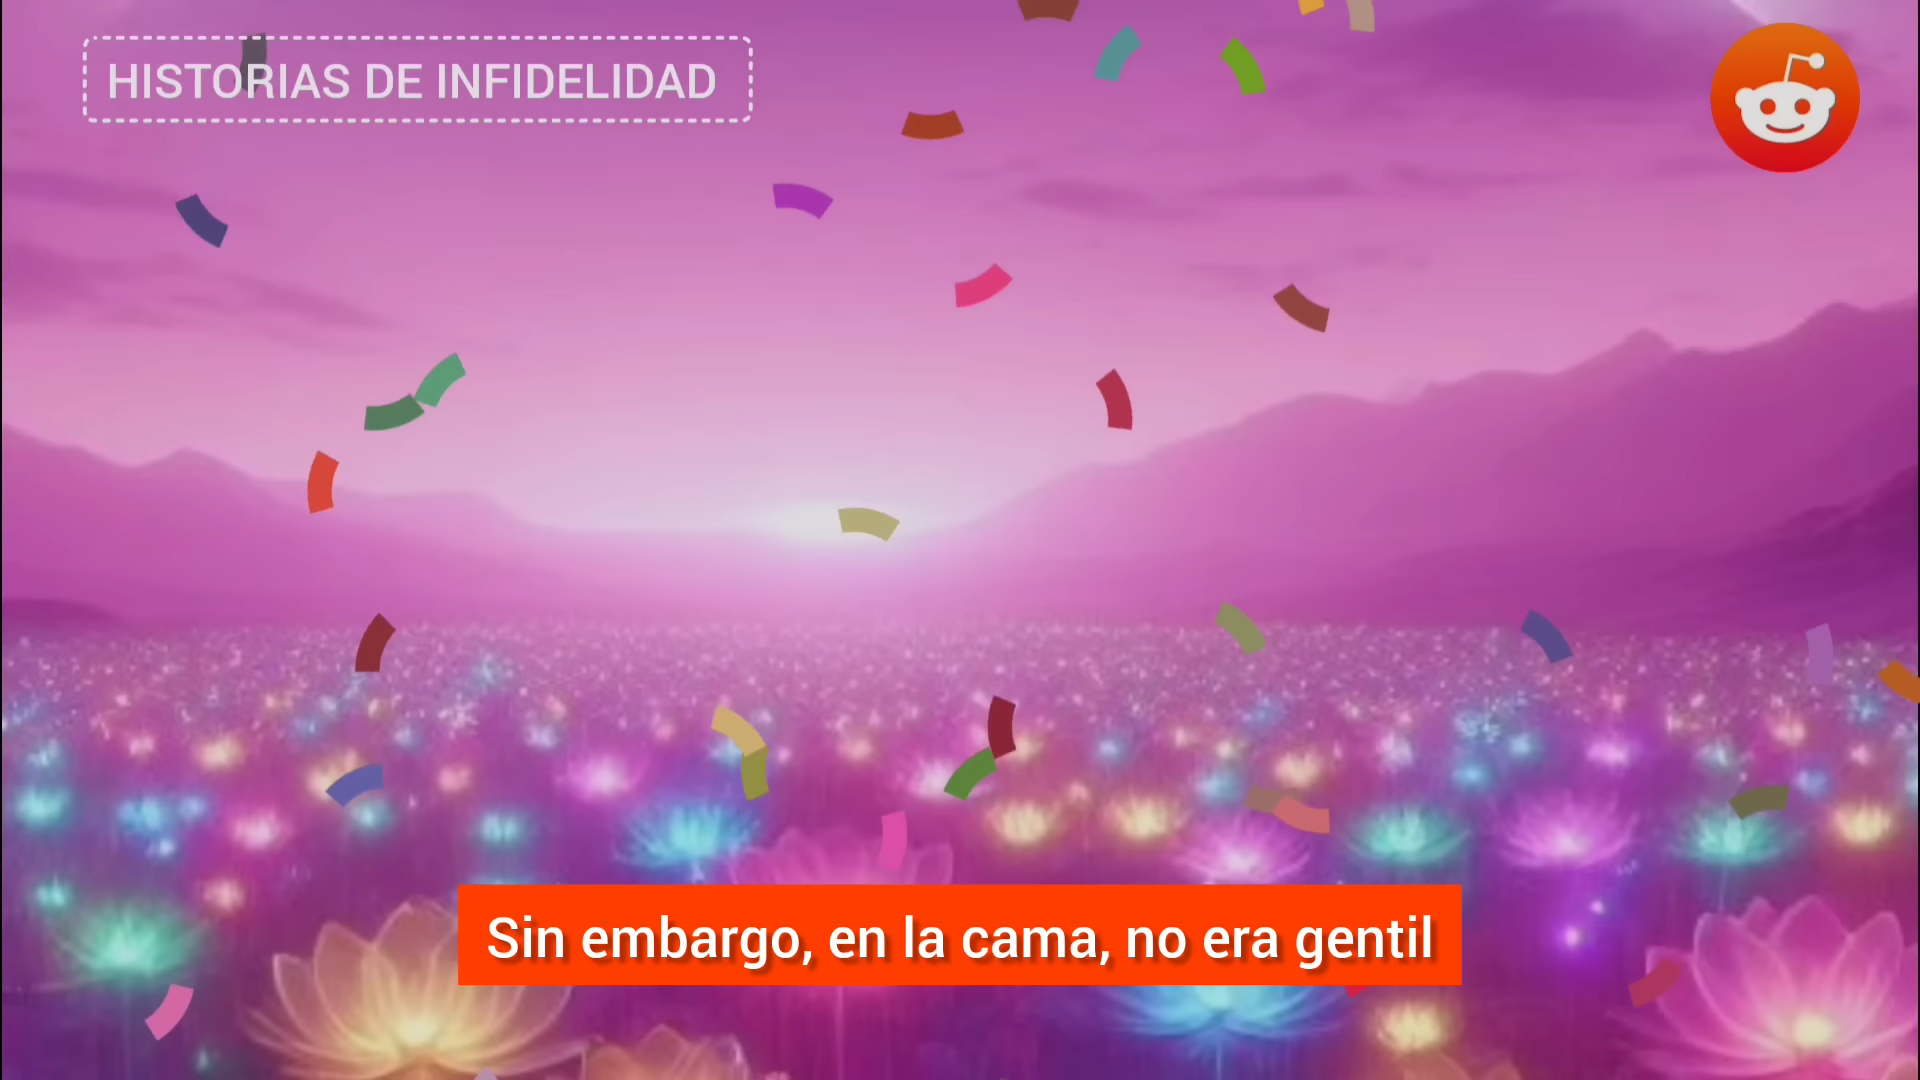 HISTORIAS DE INFIDELIDAD
Sin embargo, en la cama, no era gentil